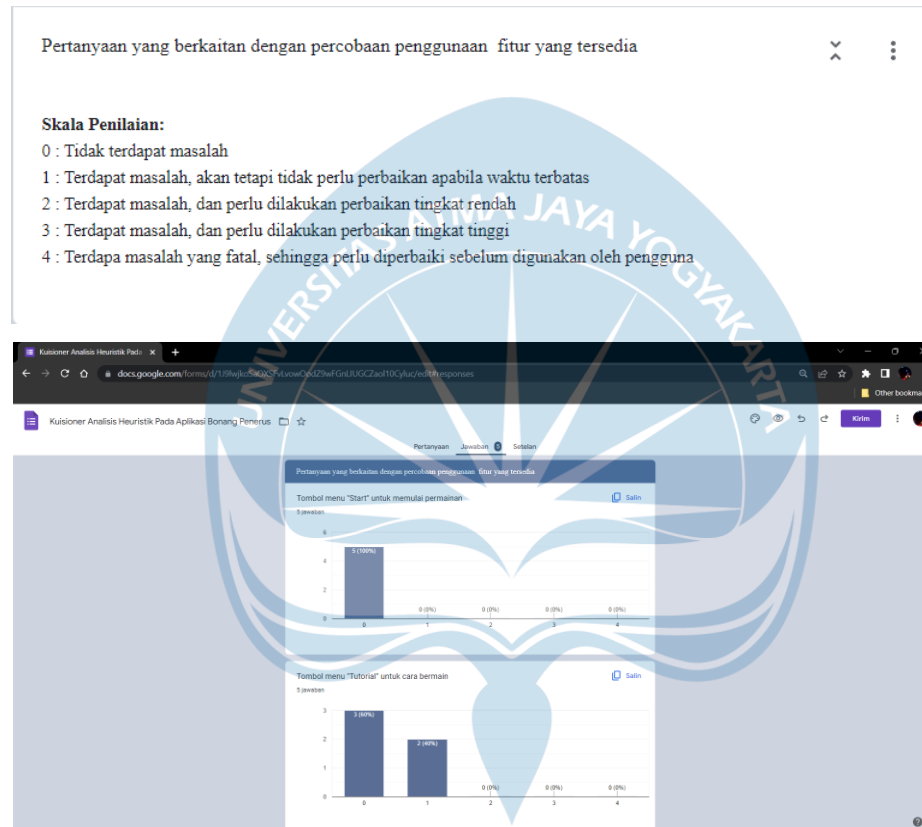 Pertanyaan yang berkaitan dengan percobaan penggunaan fitur yang tersedia
Skala Penilaian:
0 : Tidak terdapat masalah
1 : Terdapat masalah, akan tetapi tidak perlu perbaikan apabila waktu terbatas
2 : Terdapat masalah, dan perlu dilakukan perbaikan tingkat rendah
3 : Terdapat masalah, dan perlu dilakukan perbaikan tingkat tinggi
4 : Terdapa masalah yang fatal, sehingga perlu diperbaiki sebelum digunakan oleh pengguna
UNIVERSITAS ATMA JAYA YOGYAKARTA
Kuisioner Analisis Heuristik Pada
docs.google.com/forms/d/
Other bookma
Kuisioner Analisis Heuristik Pada Aplikasi Bonang Penerus
Kirim
Pertanyaan Jawaban 5 Setelan
Pertanyaan yang berkaitan dengan percobaan penggunaan fitur yang tersedia
Tombol menu "Start" untuk memulai permainan
Salin
5 jawaban
6
4
2
0
5 (100%)
0 (0%) 0 (0%) 0 (0%) 0 (0%)
0 1 2 3 4
Tombol menu "Tutorial" untuk cara bermain
Salin
5 jawaban
3
2
1
0
3 (60%)
2 (40%)
0 (0%) 0 (0%) 0 (0%)
0 1 2 3 4